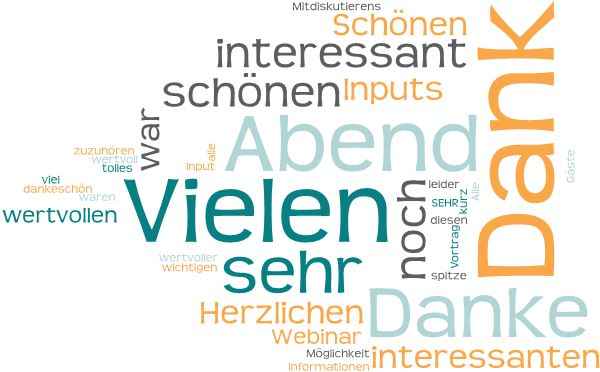 Mitdiskutierens
Schönen
Dank
interessant
schönen
Inputs
war
Abend
alle
input
zuzuhören
wertvoll
tolles
Gäste
viel
dankeschön
waren
wertvollen
Vielen
noch
leider
SEHR
kurz
Alle
diesen
Vortrag
spitze
wertvoller
wichtigen
sehr
Herzlichen
Danke
Webinar
Möglichkeit
interessanten
Informationen